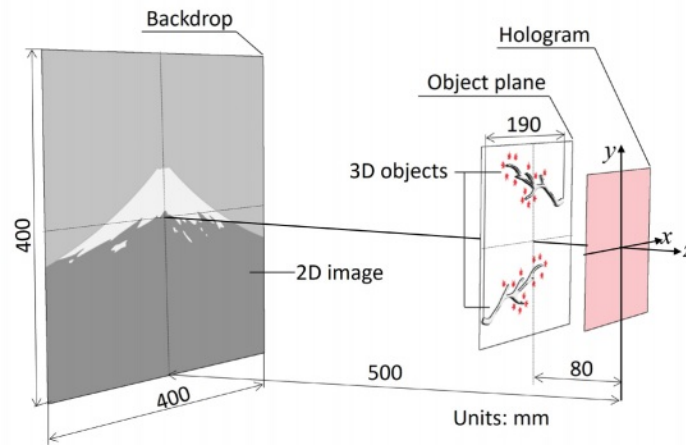 Backdrop
Hologram
Object plane
190
y
3D objects
400
x
z
2D image
500
80
400
Units: mm